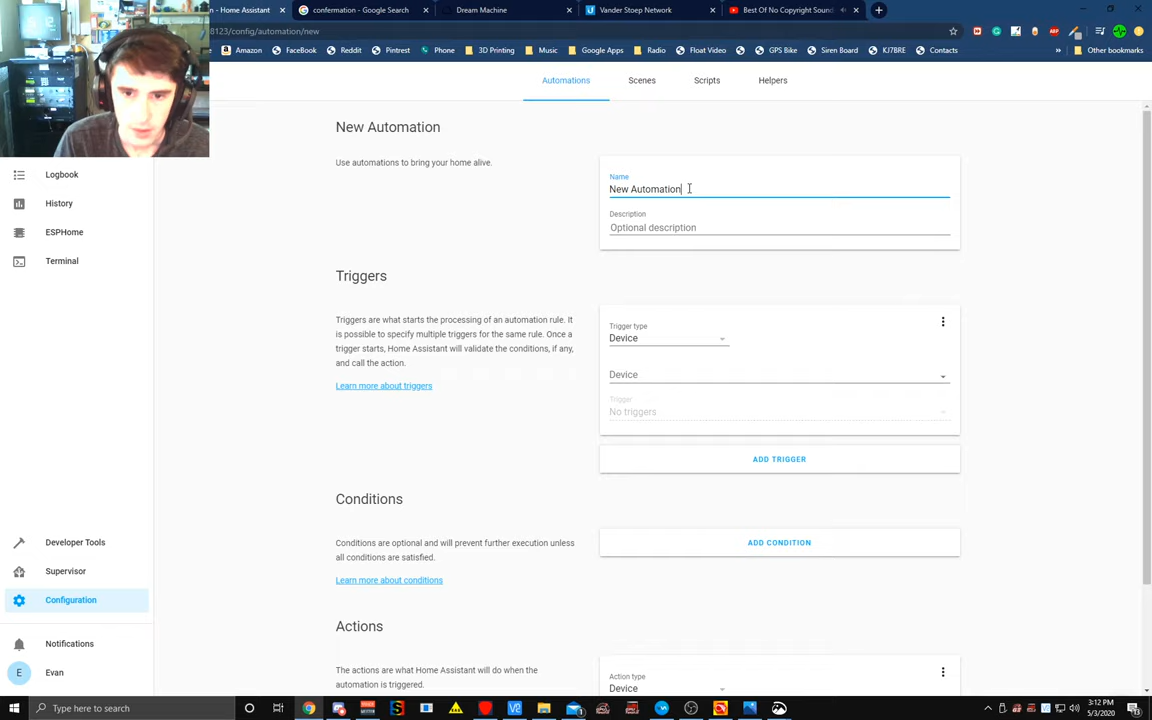 n - Home Assistant
confermation - Google Search
Dream Machine
Vander Stoep Network
Best Of No Copyright Sound
8123/config/automation/new
Amazon
FaceBook
Reddit
Pintrest
Phone
3D Printing
Music
Google Apps
Radio
Float Video
GPS Bike
Siren Board
KJ7BRE
Contacts
Other bookmarks
Automations
Scenes
Scripts
Helpers
Logbook
History
ESPHome
Terminal
Developer Tools
Supervisor
Configuration
Notifications
E
Evan
New Automation
Use automations to bring your home alive.
Name
New Automation
Description
Optional description
Triggers
Triggers are what starts the processing of an automation rule. It
is possible to specify multiple triggers for the same rule. Once a
trigger starts, Home Assistant will validate the conditions, if any,
and call the action.
Learn more about triggers
Trigger type
Device
Device
Trigger
No triggers
ADD TRIGGER
Conditions
Conditions are optional and will prevent further execution unless
all conditions are satisfied.
Learn more about conditions
ADD CONDITION
Actions
The actions are what Home Assistant will do when the
automation is triggered.
Action type
Device
Type here to search
3:12 PM
5/3/2020